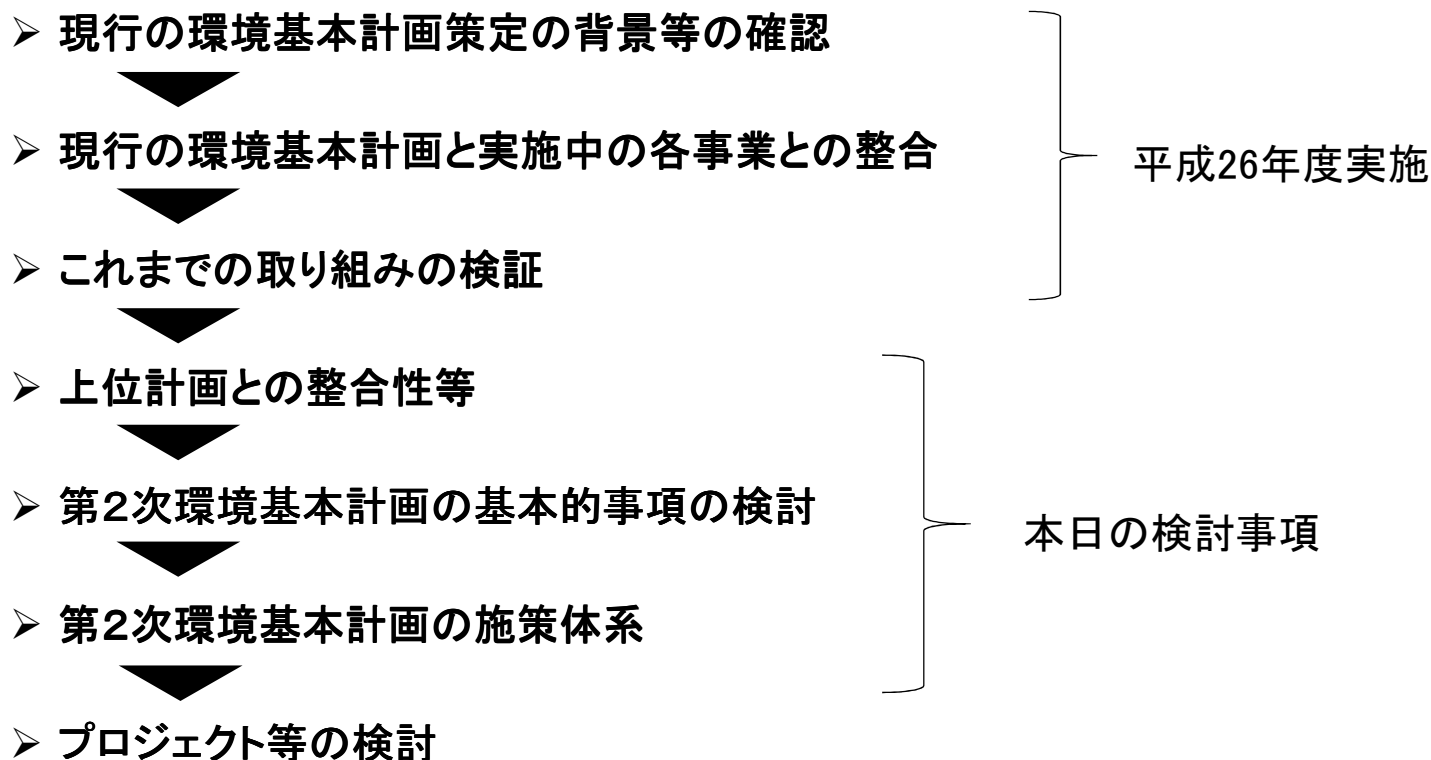 ➢ 現行の環境基本計画策定の背景等の確認
➢ 現行の環境基本計画と実施中の各事業との整合
平成26年度実施
➢ これまでの取り組みの検証
➢ 上位計画との整合性等
➢ 第２次環境基本計画の基本的事項の検討
本日の検討事項
➢ 第２次環境基本計画の施策体系
➢ プロジェクト等の検討